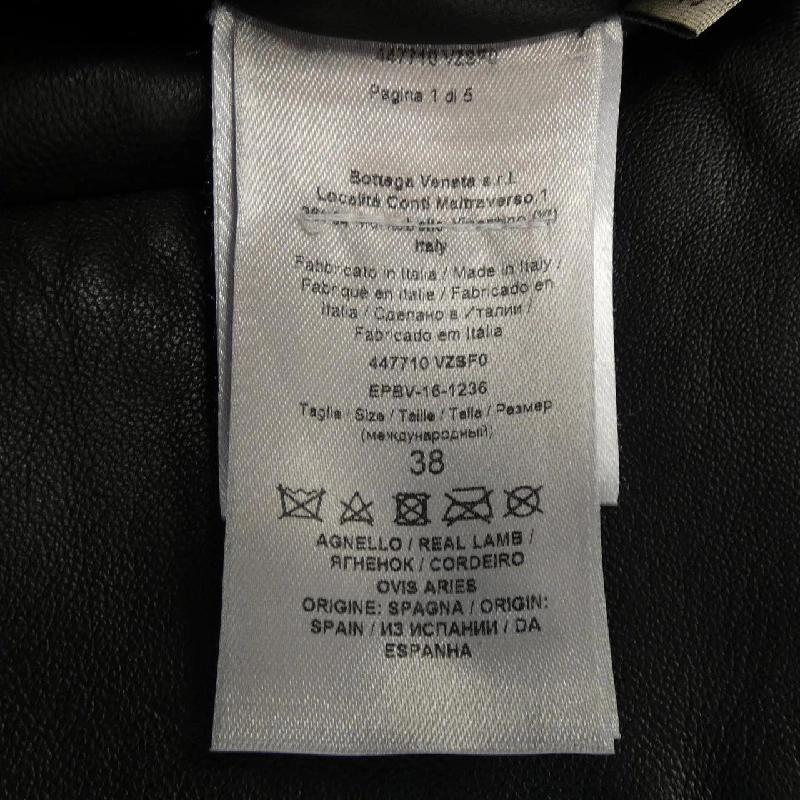 447710 VZSF0
Pagina 1 di 5
Bottega Veneta s.r.l.
Località Conti Maltraverso 1
Italy
Fabbricato in Italia / Made in Italy /
Fabriqué en Italie / Fabricado en
Italia / Сделано в Италии /
Fabricado em Itália
447710 VZSF0
EPBV-16-1236
Taglia / Size / Taille / Talla / Размер
(международный)
38
AGNELLO / REAL LAMB /
ЯГНЕНОК / CORDEIRO
OVIS ARIES
ORIGINE: SPAGNA / ORIGIN:
SPAIN / ИЗ ИСПАНИИ / DA
ESPANHA